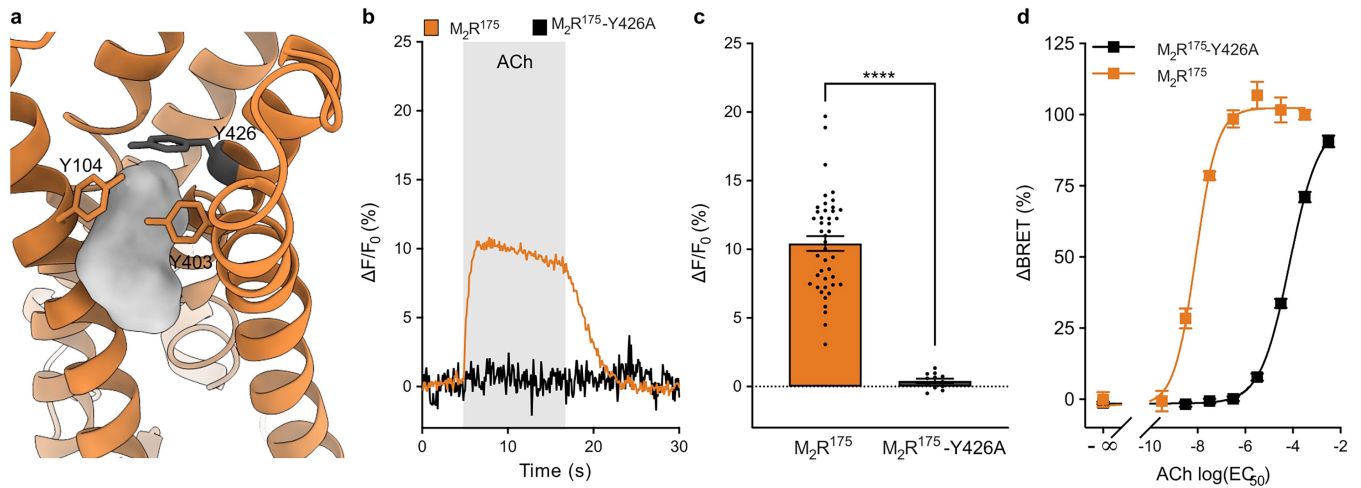 a
Y426
Y104
Y403
b
M2R175
M2R175-Y426A
ACh
25
20
15
10
5
0
ΔF/F0 (%)
0
10
20
30
Time (s)
c
****
25
20
15
10
5
0
ΔF/F0 (%)
M2R175
M2R175-Y426A
d
M2R175-Y426A
M2R175
125
100
75
50
25
0
ΔBRET (%)
- ∞
-10
-8
-6
-4
-2
ACh log(EC50)